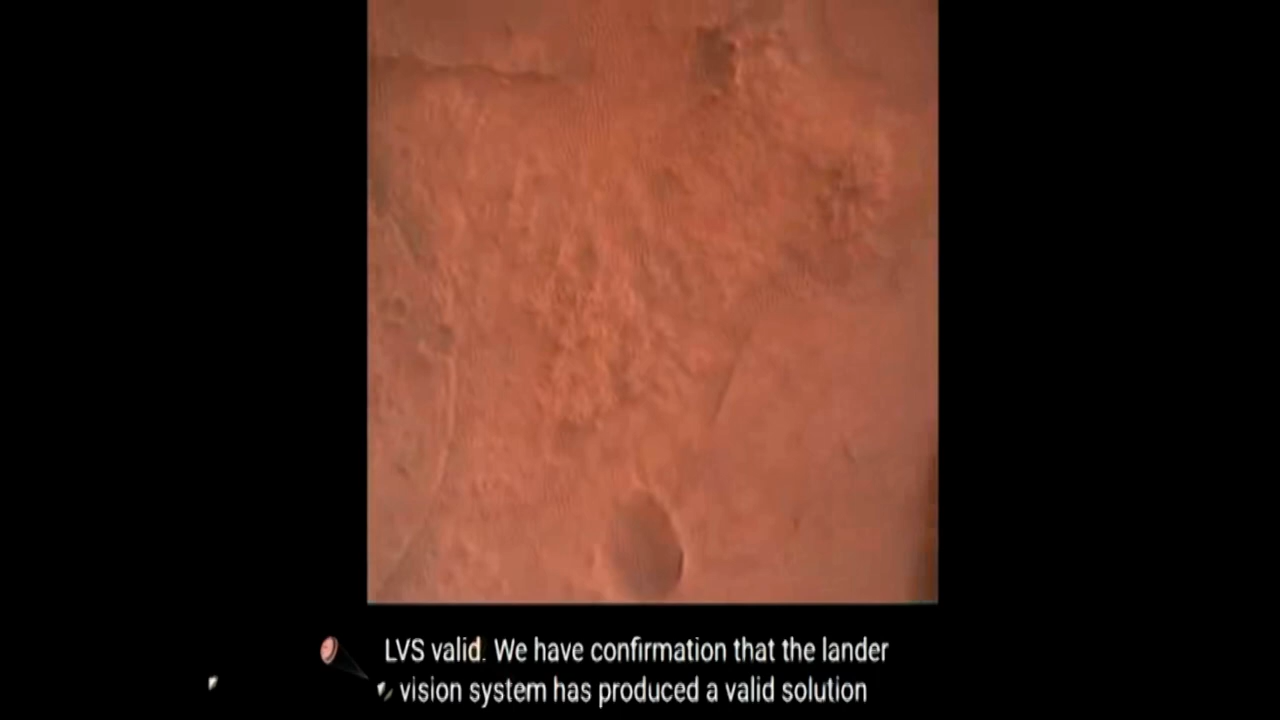 LVS valid. We have confirmation that the lander
vision system has produced a valid solution